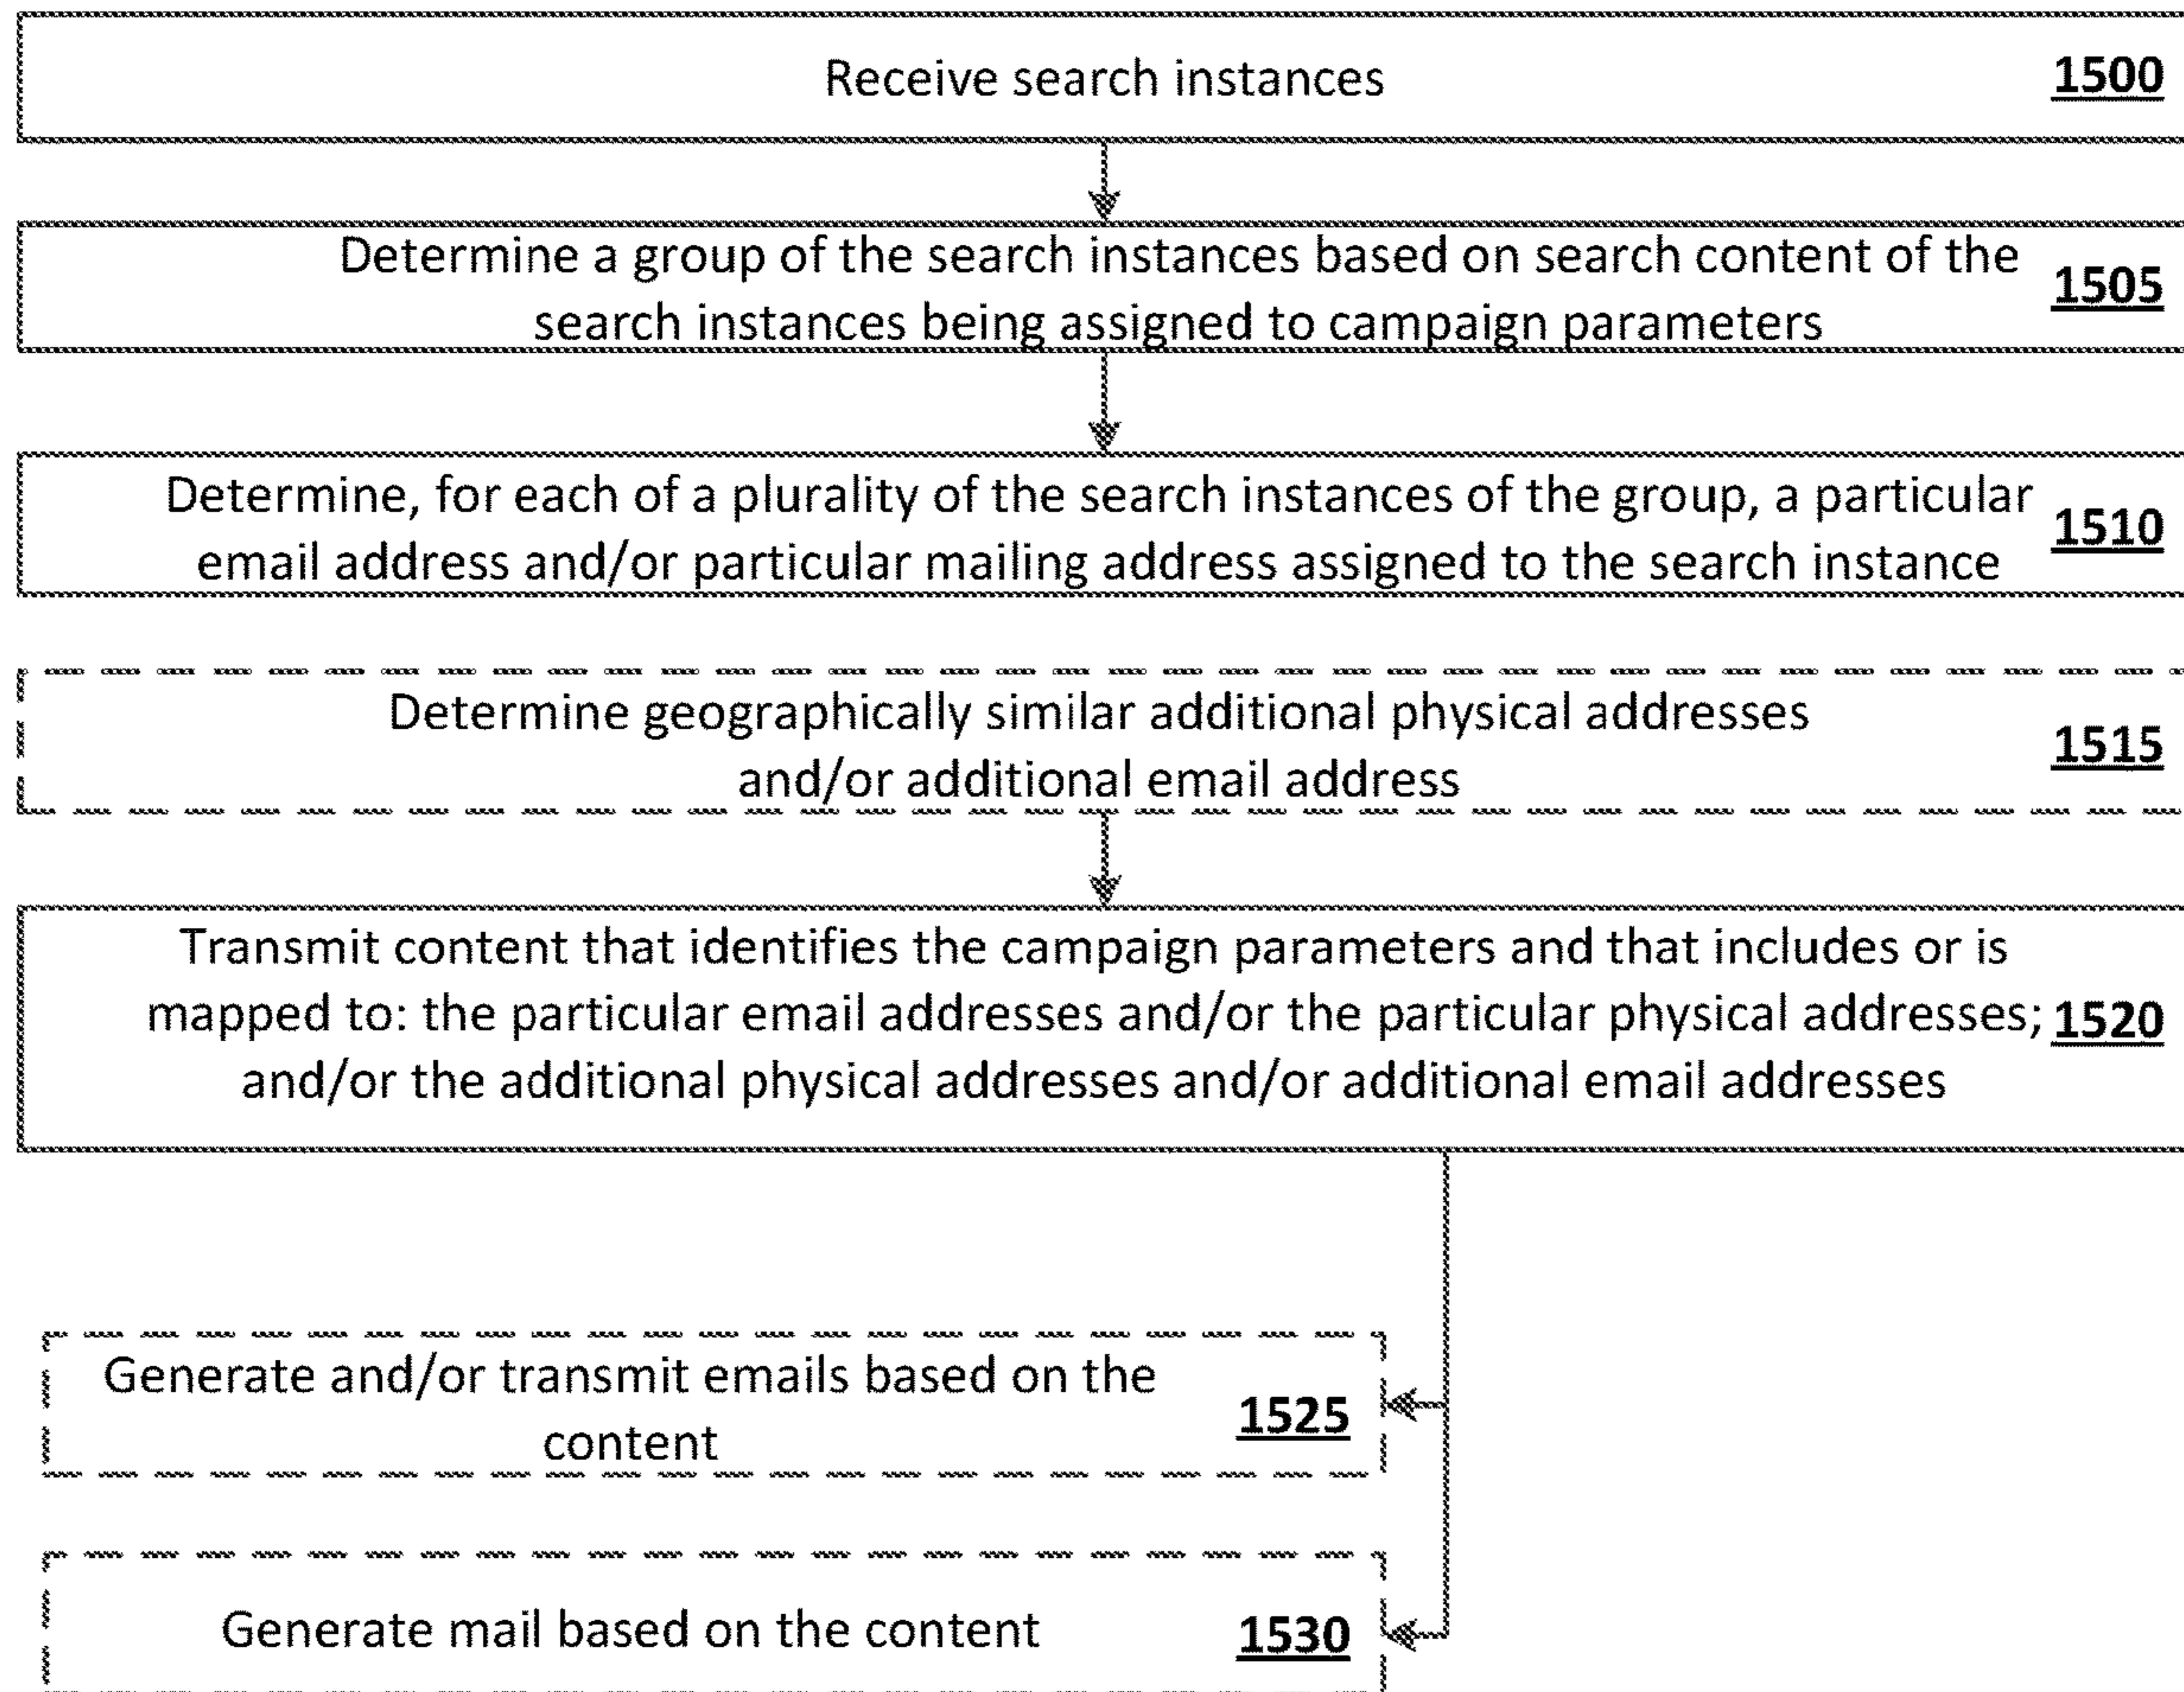 Receive search instances 1500
Determine a group of the search instances based on search content of the
search instances being assigned to campaign parameters
1505
Determine, for each of a plurality of the search instances of the group, a particular
email address and/or particular mailing address assigned to the search instance
1510
Determine geographically similar additional physical addresses
and/or additional email address
1515
Transmit content that identifies the campaign parameters and that includes or is
mapped to: the particular email addresses and/or the particular physical addresses; 1520
and/or the additional physical addresses and/or additional email addresses
Generate and/or transmit emails based on the
content
1525
Generate mail based on the content 1530